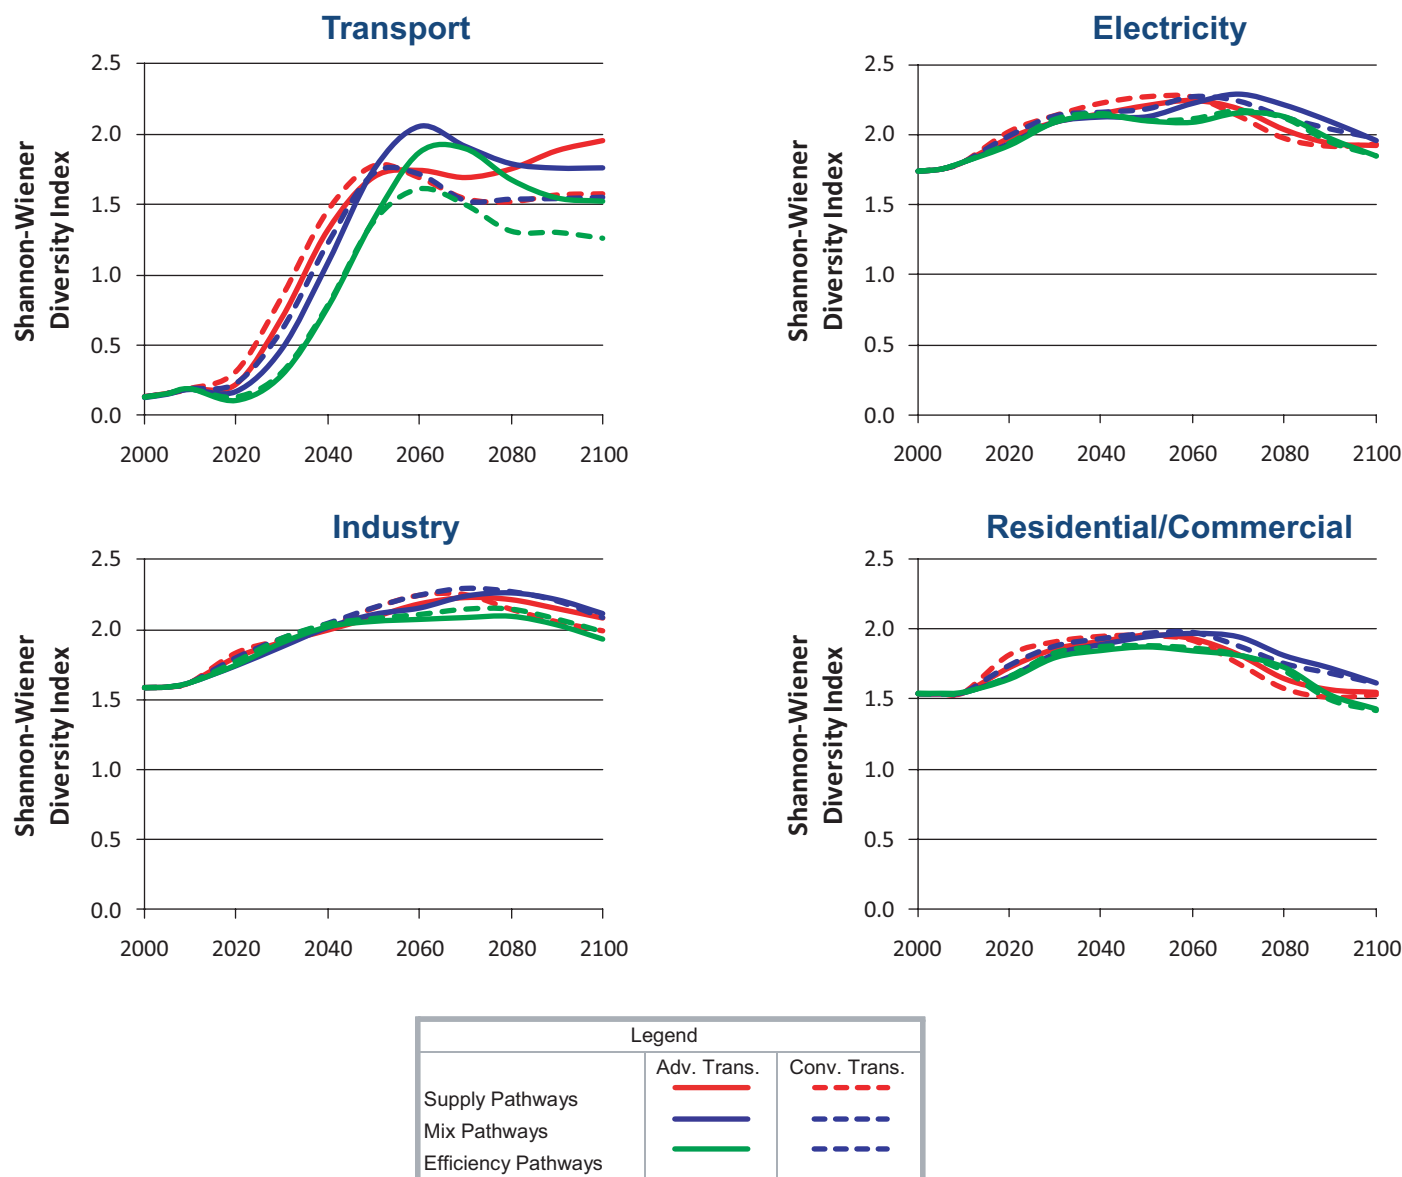 Transport
Shannon-Wiener
Diversity Index
2.5
2.0
1.5
1.0
0.5
0.0
2000 2020 2040 2060 2080 2100
Electricity
Shannon-Wiener
Diversity Index
2.5
2.0
1.5
1.0
0.5
0.0
2000 2020 2040 2060 2080 2100
Industry
Shannon-Wiener
Diversity Index
2.5
2.0
1.5
1.0
0.5
0.0
2000 2020 2040 2060 2080 2100
Residential/Commercial
Shannon-Wiener
Diversity Index
2.5
2.0
1.5
1.0
0.5
0.0
2000 2020 2040 2060 2080 2100
Legend
Adv. Trans. Conv. Trans.
Supply Pathways
Mix Pathways
Efficiency Pathways